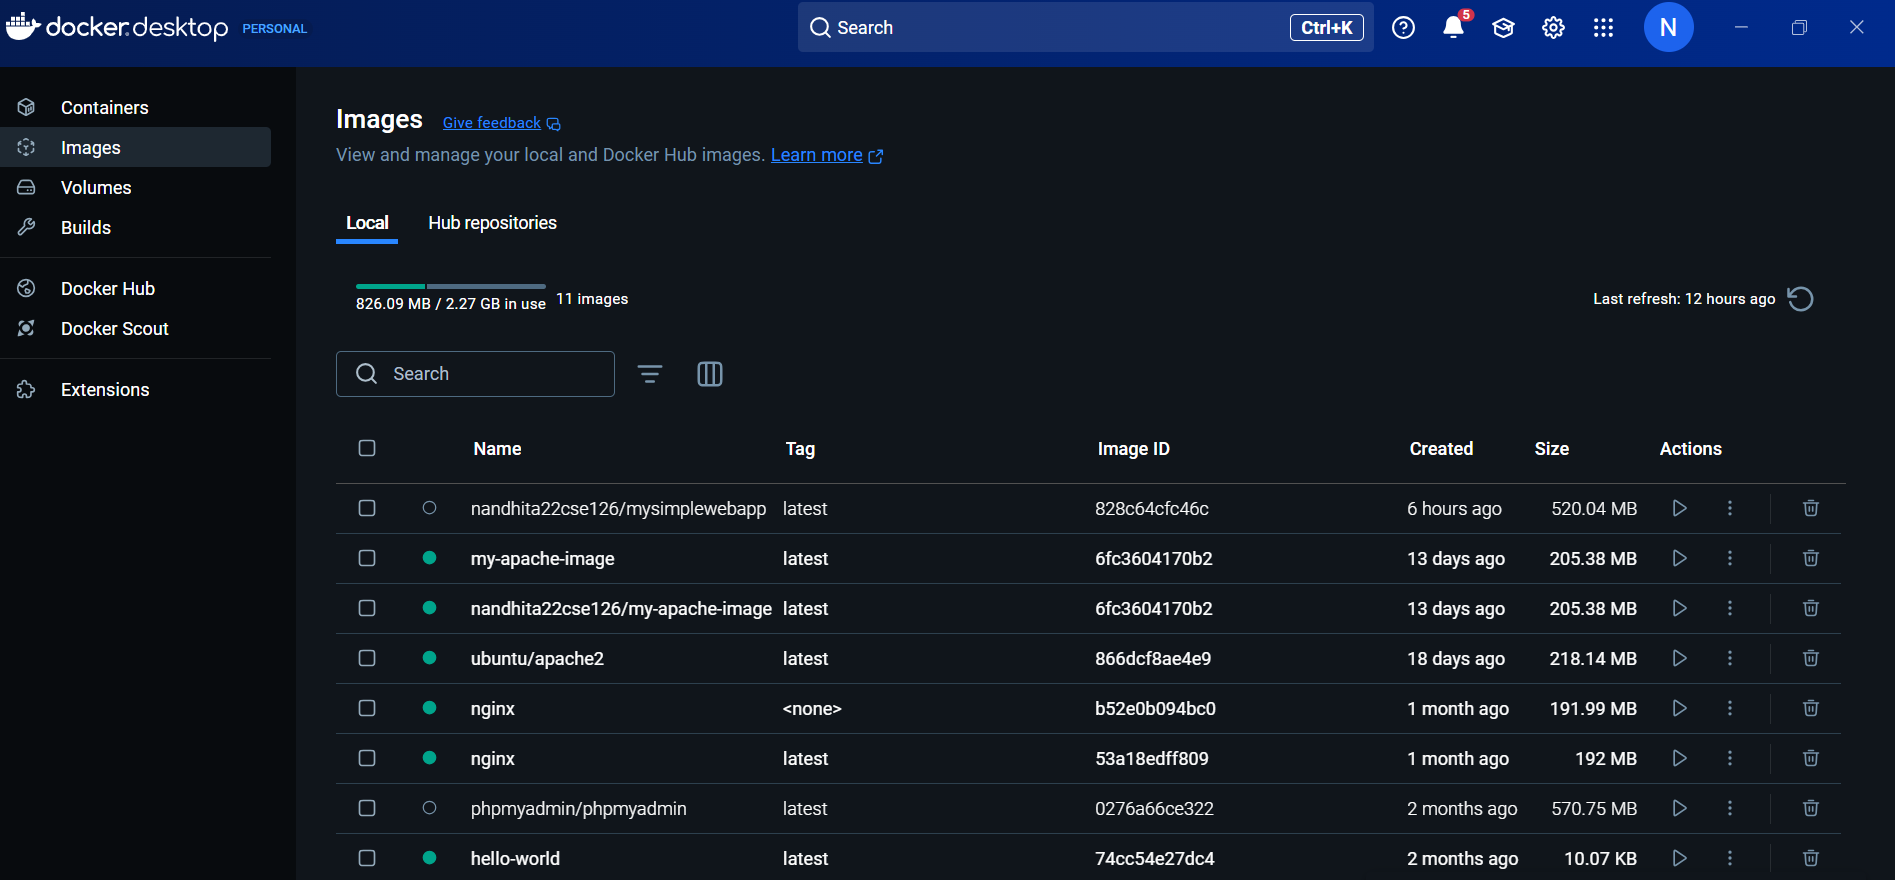 docker.desktop PERSONAL Search Ctrl+K 5 N
Containers
Images
Volumes
Builds
Docker Hub
Docker Scout
Extensions
Images Give feedback
View and manage your local and Docker Hub images. Learn more
Local Hub repositories
826.09 MB / 2.27 GB in use 11 images Last refresh: 12 hours ago
Search
Name Tag Image ID Created Size Actions
nandhita22cse126/mysimplewebapp latest 828c64cfc46c 6 hours ago 520.04 MB
my-apache-image latest 6fc3604170b2 13 days ago 205.38 MB
nandhita22cse126/my-apache-image latest 6fc3604170b2 13 days ago 205.38 MB
ubuntu/apache2 latest 866dcf8ae4e9 18 days ago 218.14 MB
nginx <none> b52e0b094bc0 1 month ago 191.99 MB
nginx latest 53a18edff809 1 month ago 192 MB
phpmyadmin/phpmyadmin latest 0276a66ce322 2 months ago 570.75 MB
hello-world latest 74cc54e27dc4 2 months ago 10.07 KB